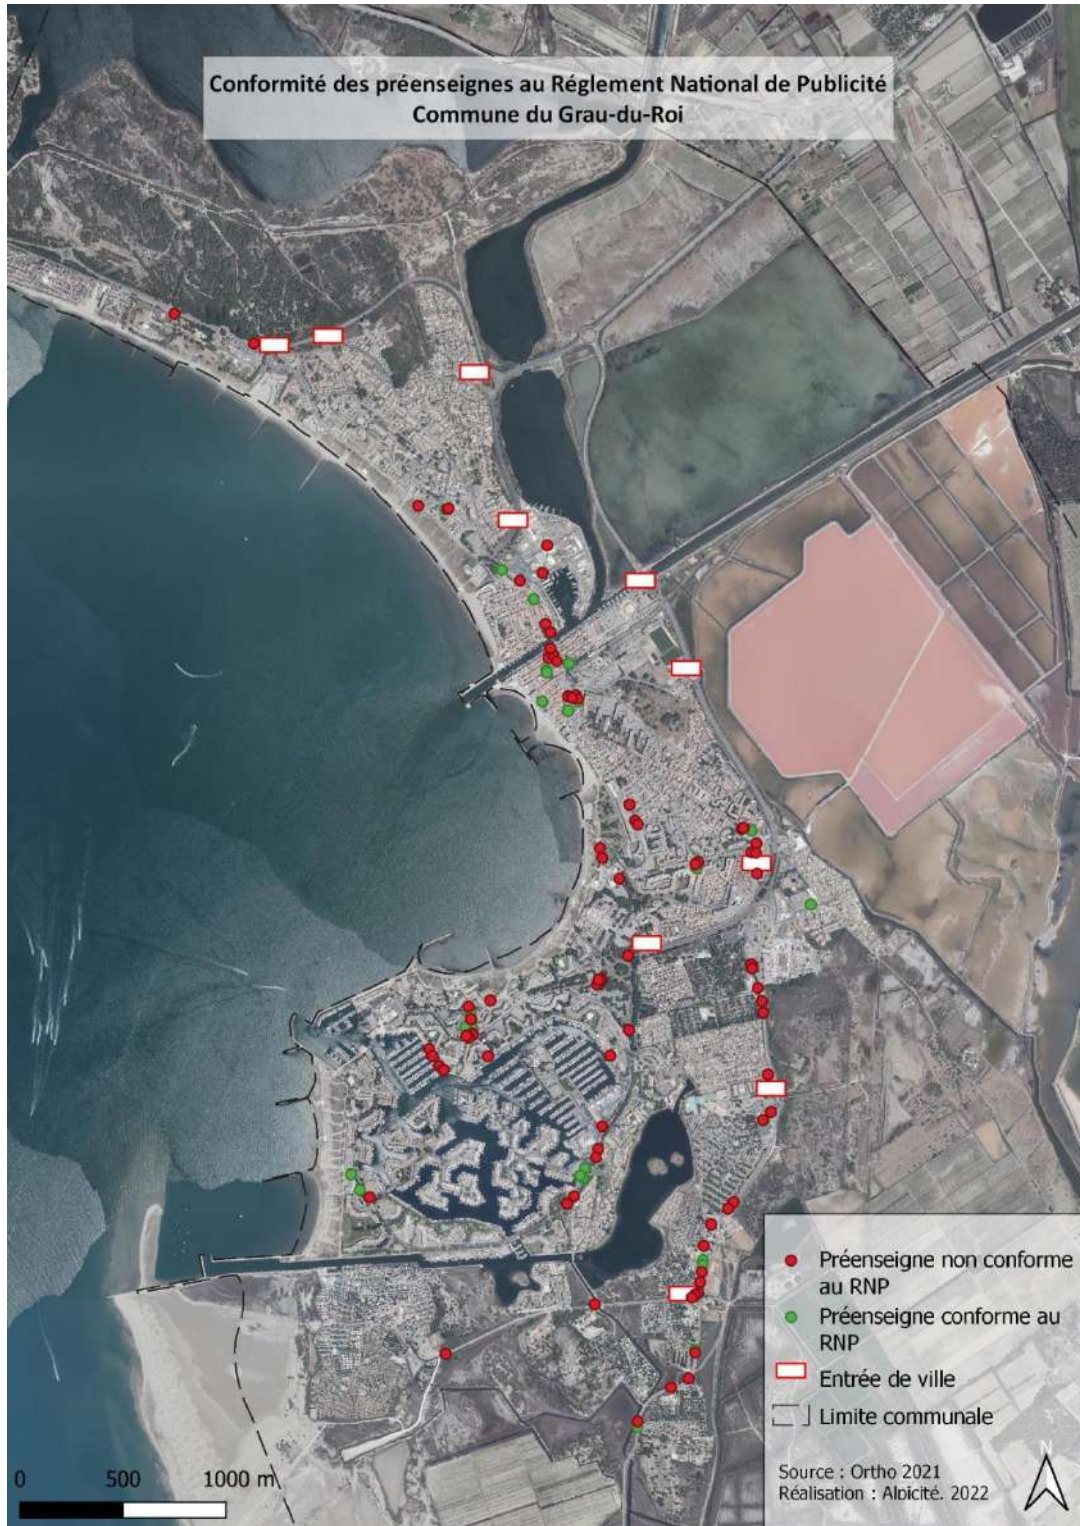 Conformité des préenseignes au Réglement National de Publicité
Commune du Grau-du-Roi
Préenseigne non conforme
au RNP
Préenseigne conforme au
RNP
Entrée de ville
Limite communale
Source : Ortho 2021
Réalisation : Alpicité. 2022
N
0 500 1000 m